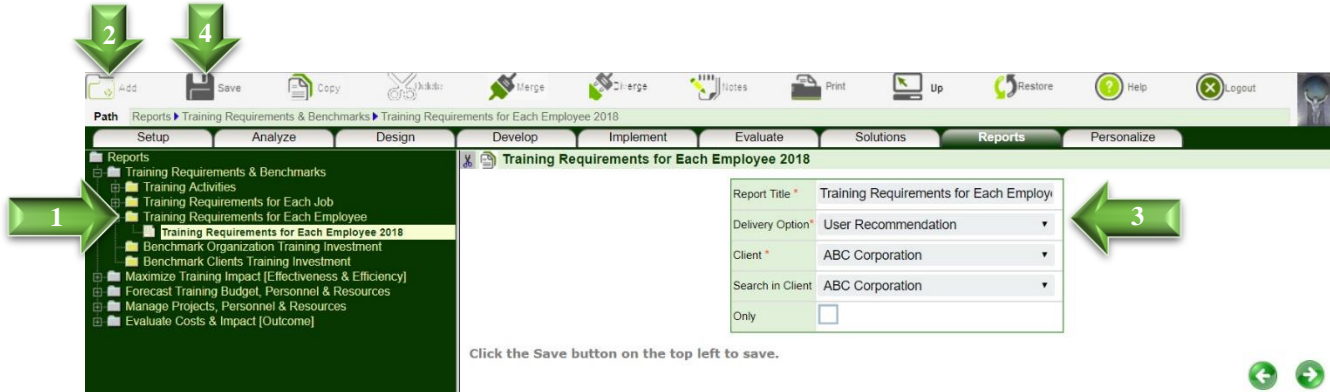 2 4
Add Save Copy Delete Merge Diverge Notes Print Up Restore Help Logout
Path Reports Training Requirements & Benchmarks Training Requirements for Each Employee 2018
Setup Analyze Design Develop Implement Evaluate Solutions Reports Personalize
Reports
Training Requirements & Benchmarks
Training Activities
Training Requirements for Each Job
1 Training Requirements for Each Employee
Training Requirements for Each Employee 2018
Benchmark Organization Training Investment
Benchmark Clients Training Investment
Maximize Training Impact [Effectiveness & Efficiency]
Forecast Training Budget, Personnel & Resources
Manage Projects, Personnel & Resources
Evaluate Costs & Impact [Outcome]
Training Requirements for Each Employee 2018
Report Title * Training Requirements for Each Employ
Delivery Option* User Recommendation
3
Client * ABC Corporation
Search in Client ABC Corporation
Only
Click the Save button on the top left to save.